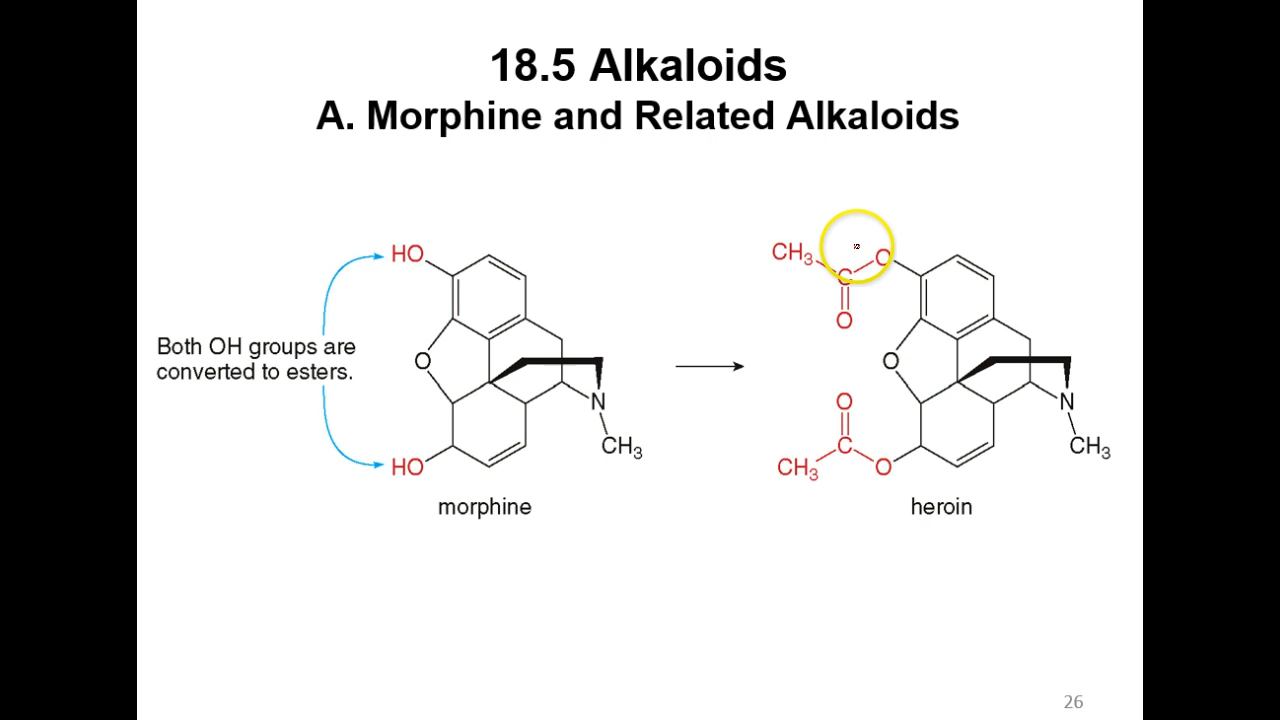 18.5 Alkaloids
A. Morphine and Related Alkaloids
Both OH groups are
converted to esters.
HO
O
N
CH₃
HO
morphine
CH₃
O
C
O
O
N
O
C
CH₃
CH₃
O
heroin
26